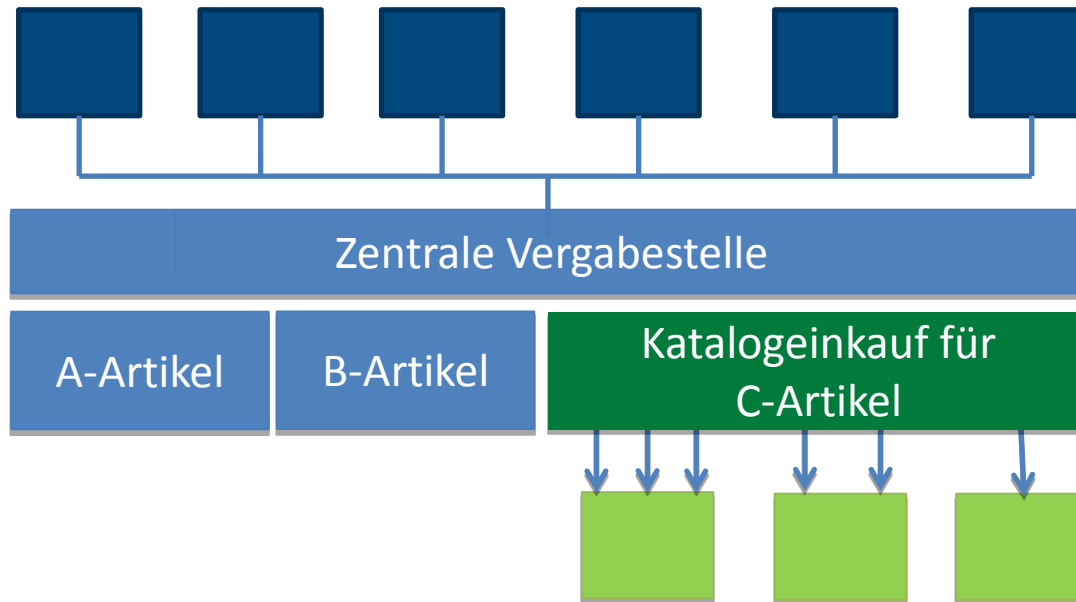 Zentrale Vergabestelle
A-Artikel
B-Artikel
Katalogeinkauf für
C-Artikel